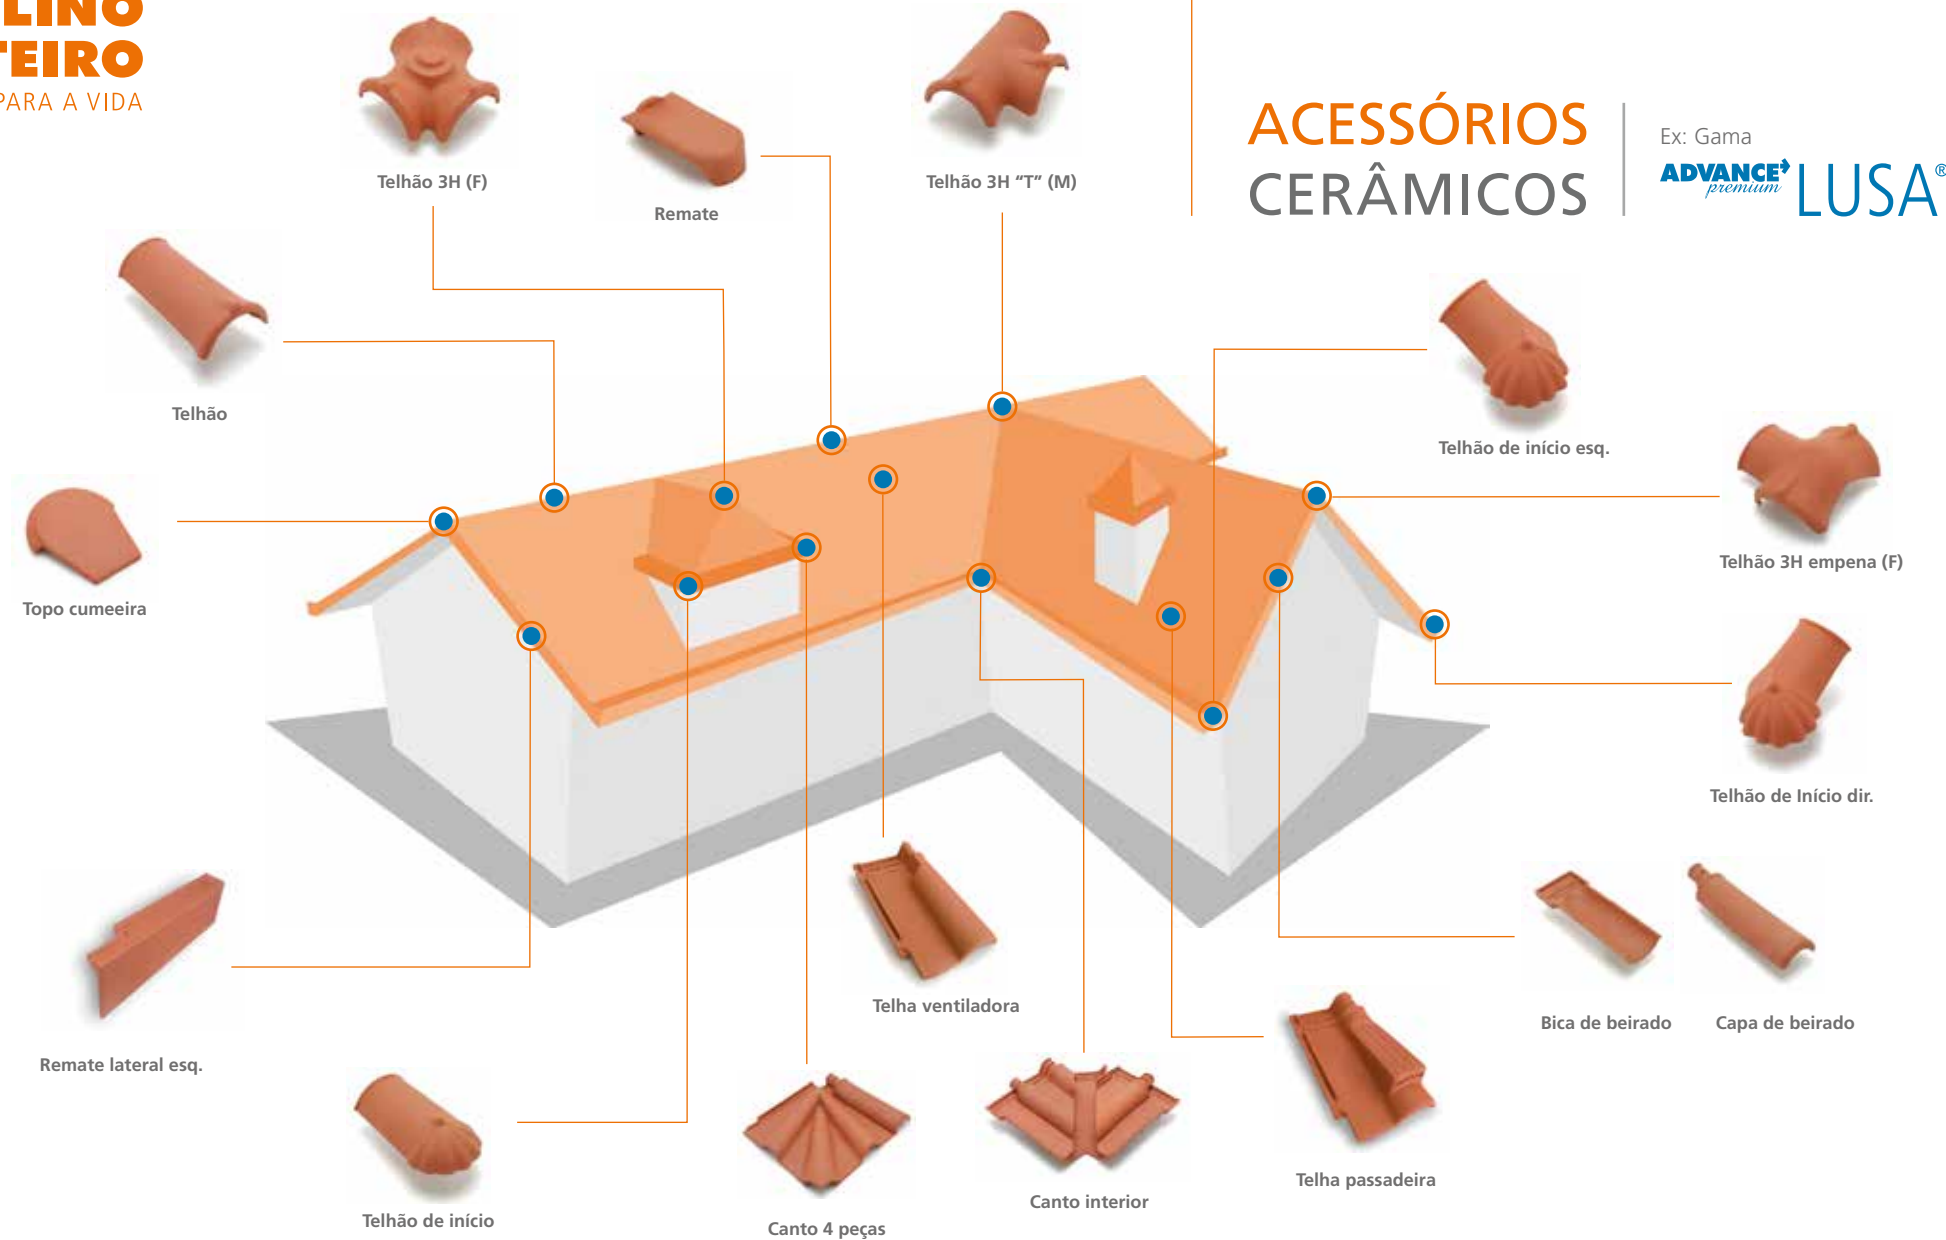 LINO
TEIRO
PARA A VIDA
ACESSÓRIOS
CERÂMICOS
Ex: Gama
ADVANCE
premium
LUSA®
Telhão 3H (F)
Remate
Telhão 3H “T” (M)
Telhão
Telhão de início esq.
Telhão 3H empena (F)
Topo cumeeira
Telhão de Início dir.
Telha ventiladora
Bica de beirado
Capa de beirado
Remate lateral esq.
Telha passadeira
Canto interior
Telhão de início
Canto 4 peças